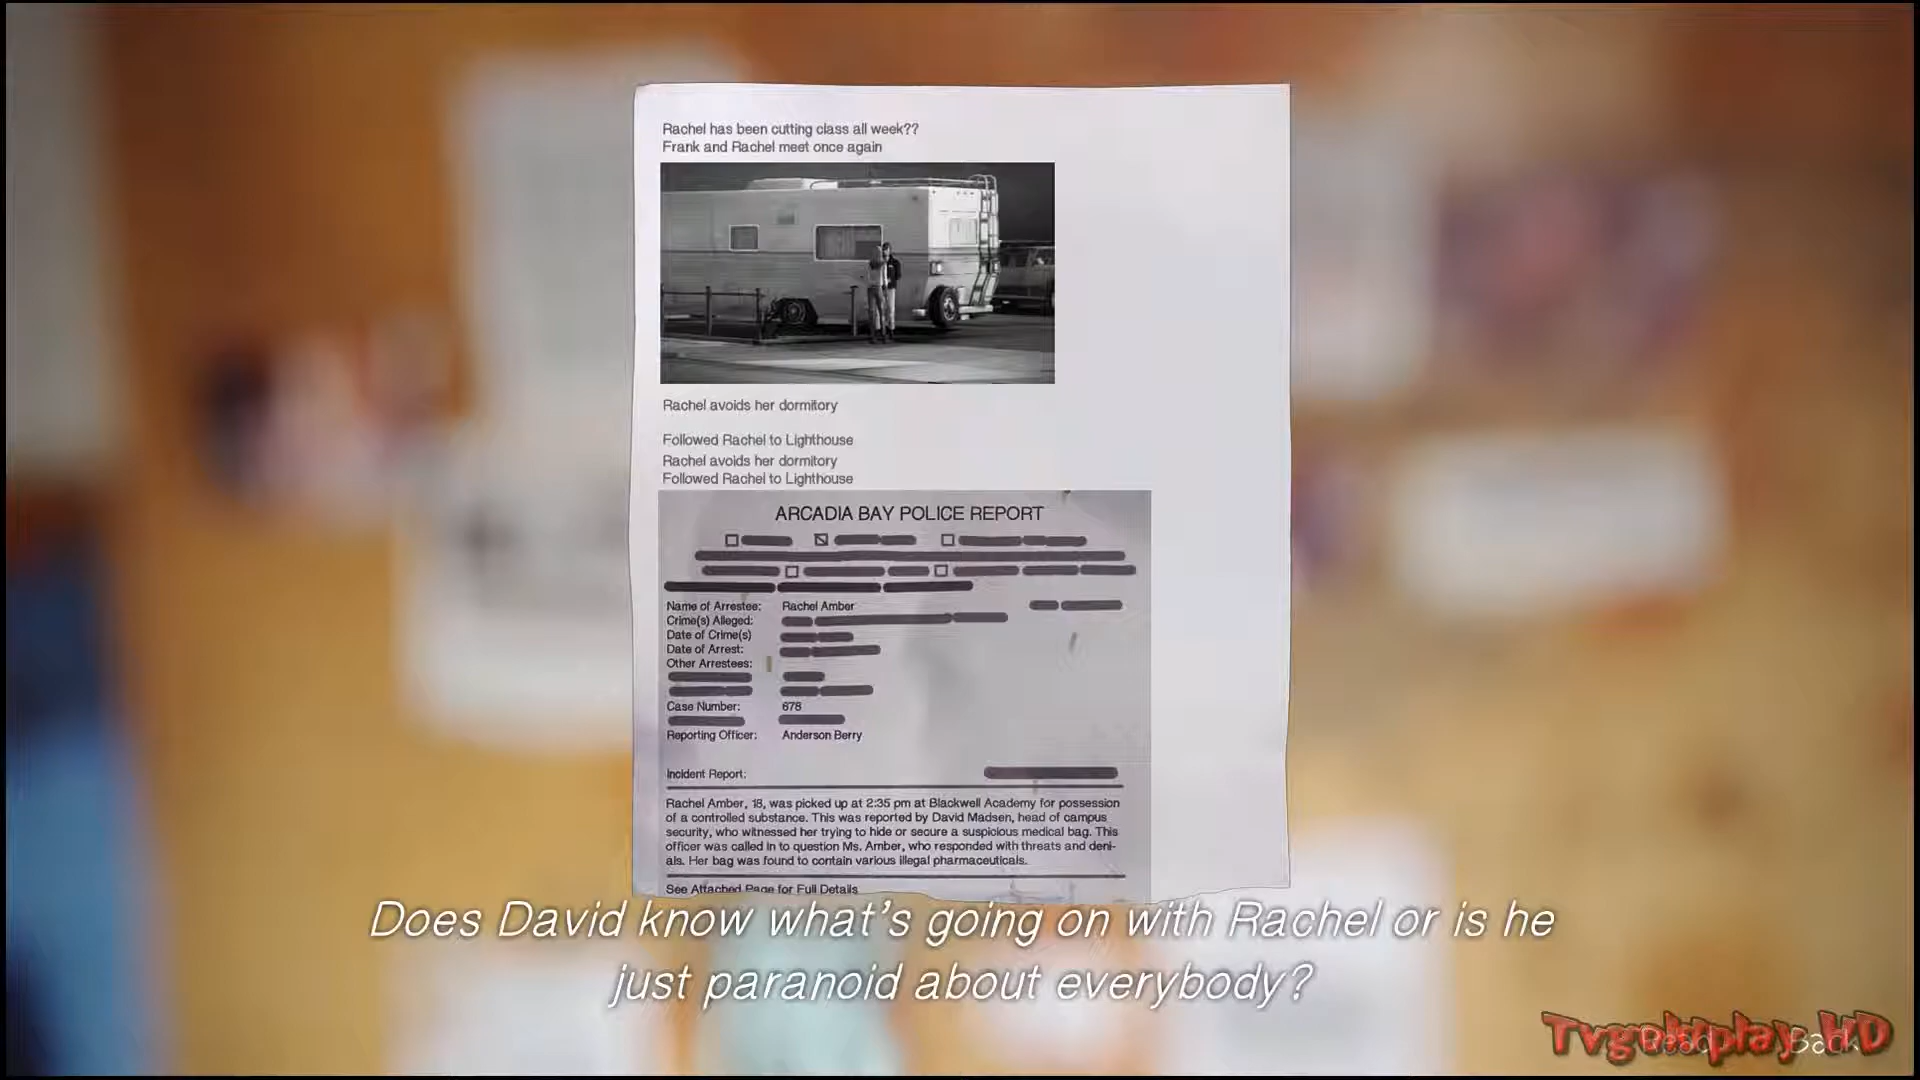 Rachel has been cutting class all week??
Frank and Rachel meet once again
Rachel avoids her dormitory
Followed Rachel to Lighthouse
Rachel avoids her dormitory
Followed Rachel to Lighthouse
ARCADIA BAY POLICE REPORT
Name of Arrestee: Rachel Amber
Crime(s) Alleged:
Date of Crime(s)
Date of Arrest:
Other Arrestees:
Case Number: 678
Reporting Officer: Anderson Berry
Incident Report:
Rachel Amber, 18, was picked up at 2:35 pm at Blackwell Academy for possession
of a controlled substance. This was reported by David Madsen, head of campus
security, who witnessed her trying to hide or secure a suspicious medical bag. This
officer was called in to question Ms. Amber, who responded with threats and deni-
als. Her bag was found to contain various illegal pharmaceuticals.
See Attached Page for Full Details
Does David know what's going on with Rachel or is he
just paranoid about everybody?
Tvgoldplay HD
Read Back